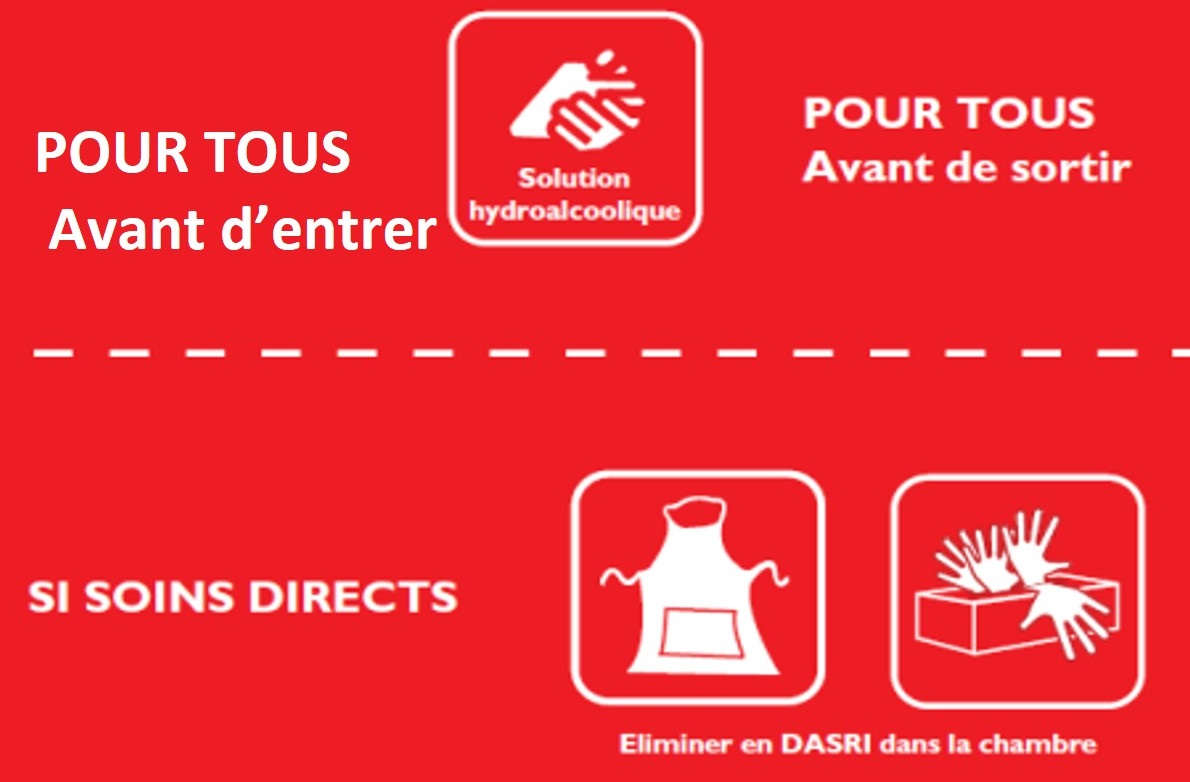 POUR TOUS
Avant d’entrer
Solution
hydroalcoolique
POUR TOUS
Avant de sortir
SI SOINS DIRECTS
Eliminer en DASRI dans la chambre